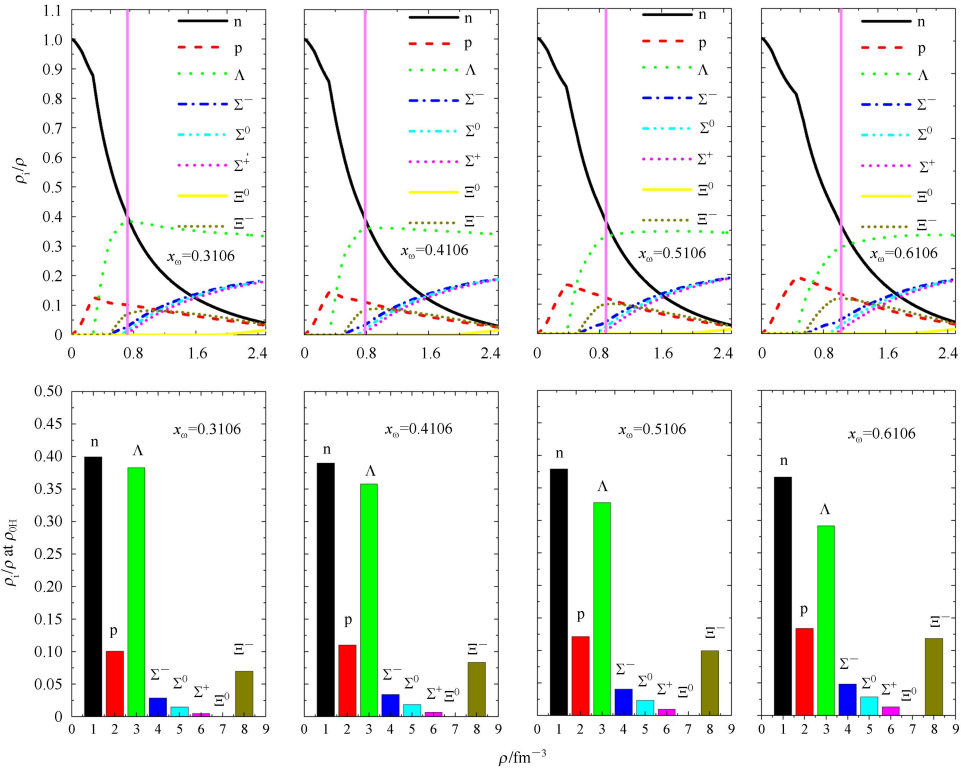 n
p
Λ
Σ−
Σ0
Σ+
Ξ0
Ξ−
xω=0.3106
ρi/ρ
1.0
0.9
0.8
0.7
0.6
0.5
0.4
0.3
0.2
0.1
0
0 0.8 1.6 2.4
n
p
Λ
Σ−
Σ0
Σ+
Ξ0
Ξ−
xω=0.4106
0 0.8 1.6 2.4
n
p
Λ
Σ−
Σ0
Σ+
Ξ0
Ξ−
xω=0.5106
0 0.8 1.6 2.4
n
p
Λ
Σ−
Σ0
Σ+
Ξ0
Ξ−
xω=0.6106
0.8 1.6 2.4
ρi/ρ at ρ0H
0.50
0.45
0.40
0.35
0.30
0.25
0.20
0.15
0.10
0.05
0
xω=0.3106
n
Λ
p
Σ−
Σ0
Σ+
Ξ0
Ξ−
0 1 2 3 4 5 6 7 8 9
xω=0.4106
n
Λ
p
Σ−
Σ0
Σ+
Ξ0
Ξ−
0 1 2 3 4 5 6 7 8 9
xω=0.5106
n
Λ
p
Σ−
Σ0
Σ+
Ξ0
Ξ−
0 1 2 3 4 5 6 7 8 9
xω=0.6106
n
Λ
p
Σ−
Σ0
Σ+
Ξ0
Ξ−
0 1 2 3 4 5 6 7 8 9
ρ/fm−3